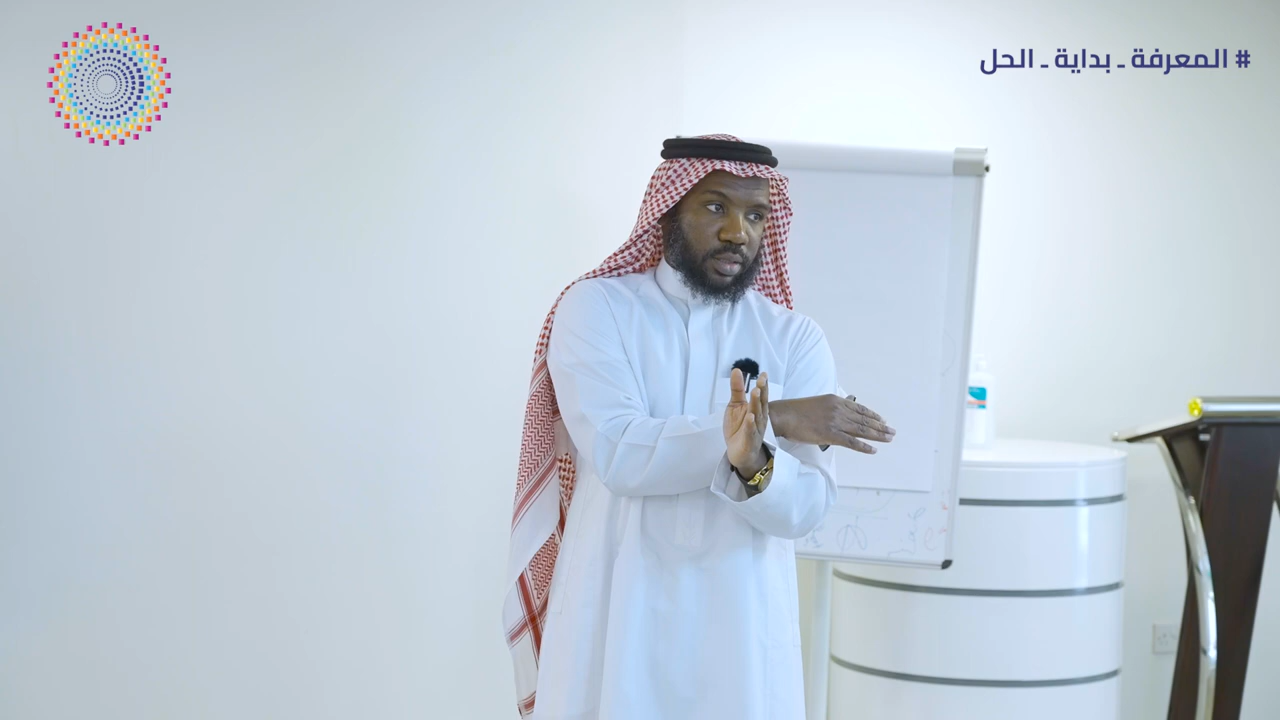 # المعرفة ـ بداية ـ الحل